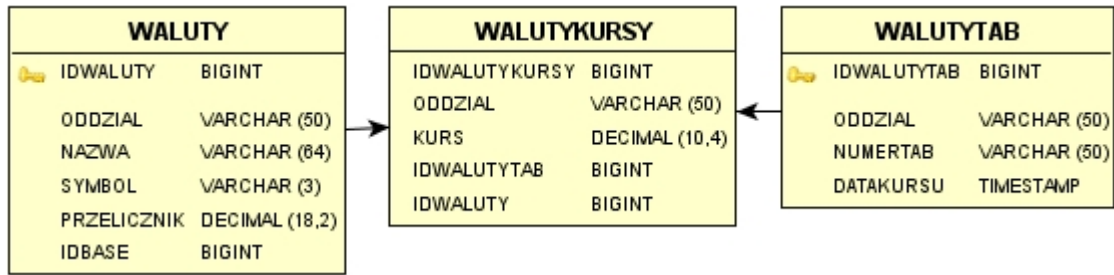 WALUTY
IDWALUTY BIGINT
ODDZIAL VARCHAR (50)
NAZWA VARCHAR (64)
SYMBOL VARCHAR (3)
PRZELICZNIK DECIMAL (18,2)
IDBASE BIGINT
WALUTYKURSY
IDWALUTYKURSY BIGINT
ODDZIAL VARCHAR (50)
KURS DECIMAL (10,4)
IDWALUTYTAB BIGINT
IDWALUTY BIGINT
WALUTYTAB
IDWALUTYTAB BIGINT
ODDZIAL VARCHAR (50)
NUMERTAB VARCHAR (50)
DATAKURSU TIMESTAMP